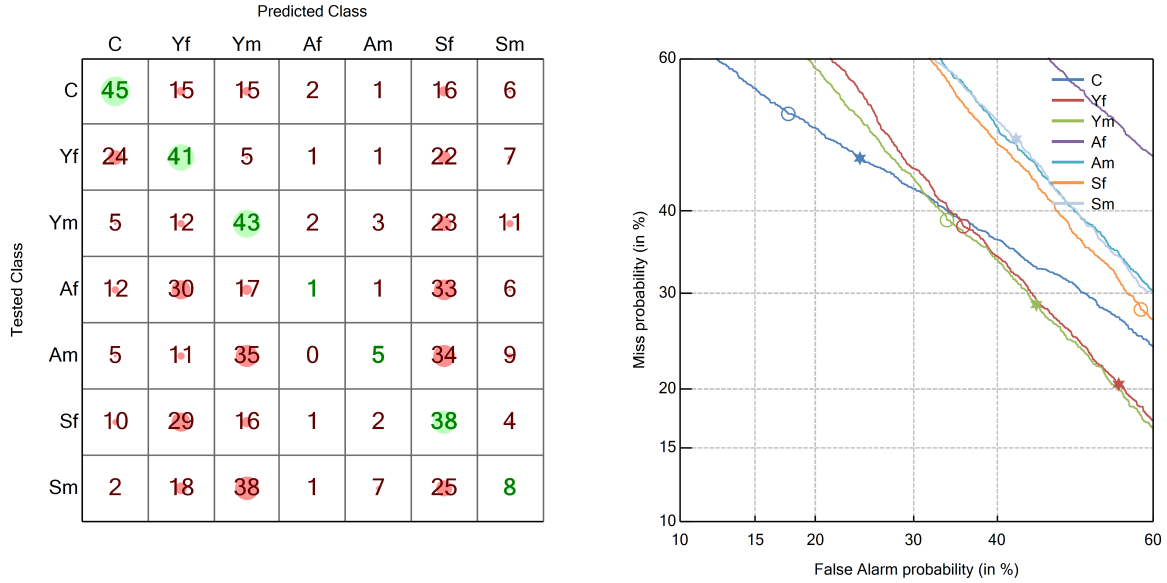 Predicted Class
C Yf Ym Af Am Sf Sm
Tested Class
C 45 15 15 2 1 16 6
Yf 24 41 5 1 1 22 7
Ym 5 12 43 2 3 23 11
Af 12 30 17 1 1 33 6
Am 5 11 35 0 5 34 9
Sf 10 29 16 1 2 38 4
Sm 2 18 38 1 7 25 8
Miss probability (in %)
60
40
30
20
15
10
C
Yf
Ym
Af
Am
Sf
Sm
10 15 20 30 40 60
False Alarm probability (in %)